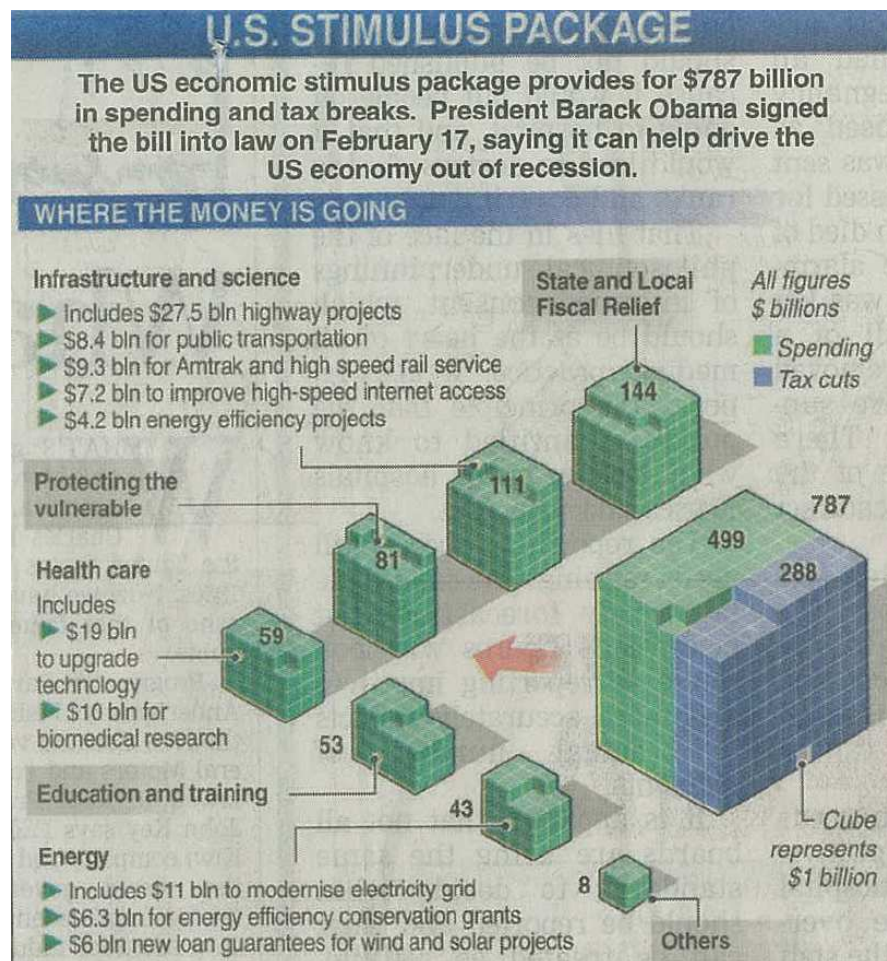 U.S. STIMULUS PACKAGE
The US economic stimulus package provides for $787 billion
in spending and tax breaks. President Barack Obama signed
the bill into law on February 17, saying it can help drive the
US economy out of recession.
WHERE THE MONEY IS GOING
Infrastructure and science
Includes $27.5 bln highway projects
$8.4 bln for public transportation
$9.3 bln for Amtrak and high speed rail service
$7.2 bln to improve high-speed internet access
$4.2 bln energy efficiency projects
State and Local
Fiscal Relief
All figures
$ billions
Spending
Tax cuts
144
111
Protecting the
vulnerable
81
787
499
288
Health care
Includes
$19 bln
to upgrade
technology
$10 bln for
biomedical research
59
53
Education and training
43
Energy
Includes $11 bln to modernise electricity grid
$6.3 bln for energy efficiency conservation grants
$6 bln new loan guarantees for wind and solar projects
8
Others
Cube
represents
$1 billion